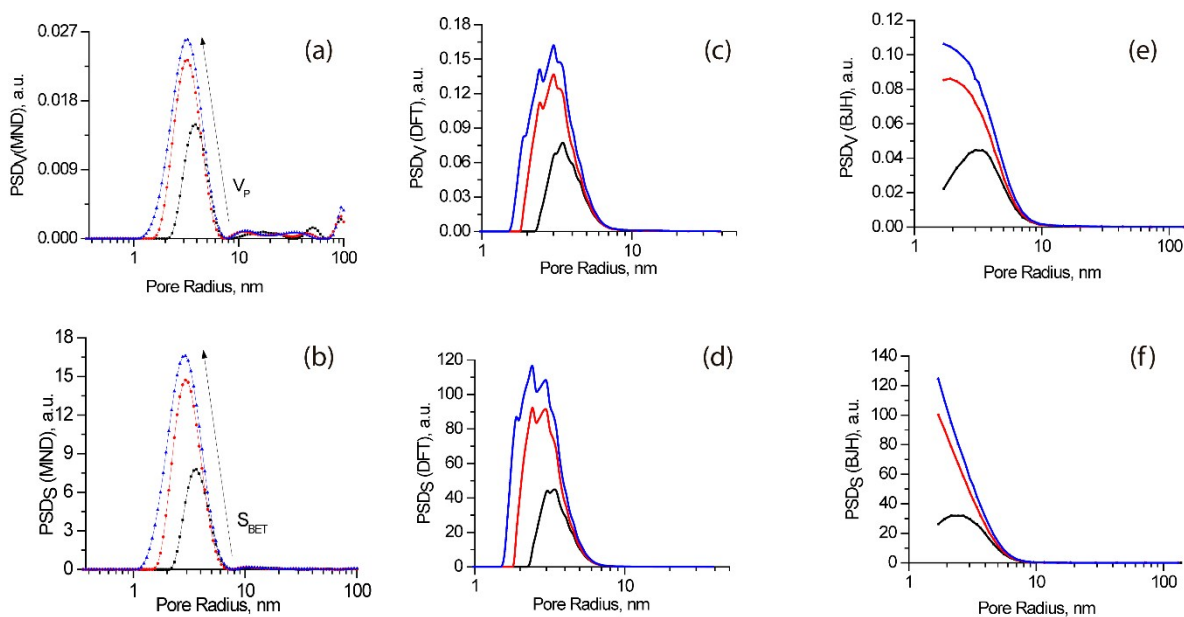 0.027
0.018
0.009
0.000
PSDV(MND), a.u.
(a)
VP
1 10 100
Pore Radius, nm
0.18
0.15
0.12
0.09
0.06
0.03
0.00
PSDV (DFT), a.u.
(c)
1 10
Pore Radius, nm
0.12
0.10
0.08
0.06
0.04
0.02
0.00
PSDV (BJH), a.u.
(e)
1 10 100
Pore Radius, nm
18
15
12
9
6
3
0
PSDS (MND), a.u.
(b)
SBET
1 10 100
Pore Radius, nm
120
100
80
60
40
20
0
PSDS (DFT), a.u.
(d)
1 10
Pore Radius, nm
140
120
100
80
60
40
20
0
PSDS (BJH), a.u.
(f)
1 10 100
Pore Radius, nm